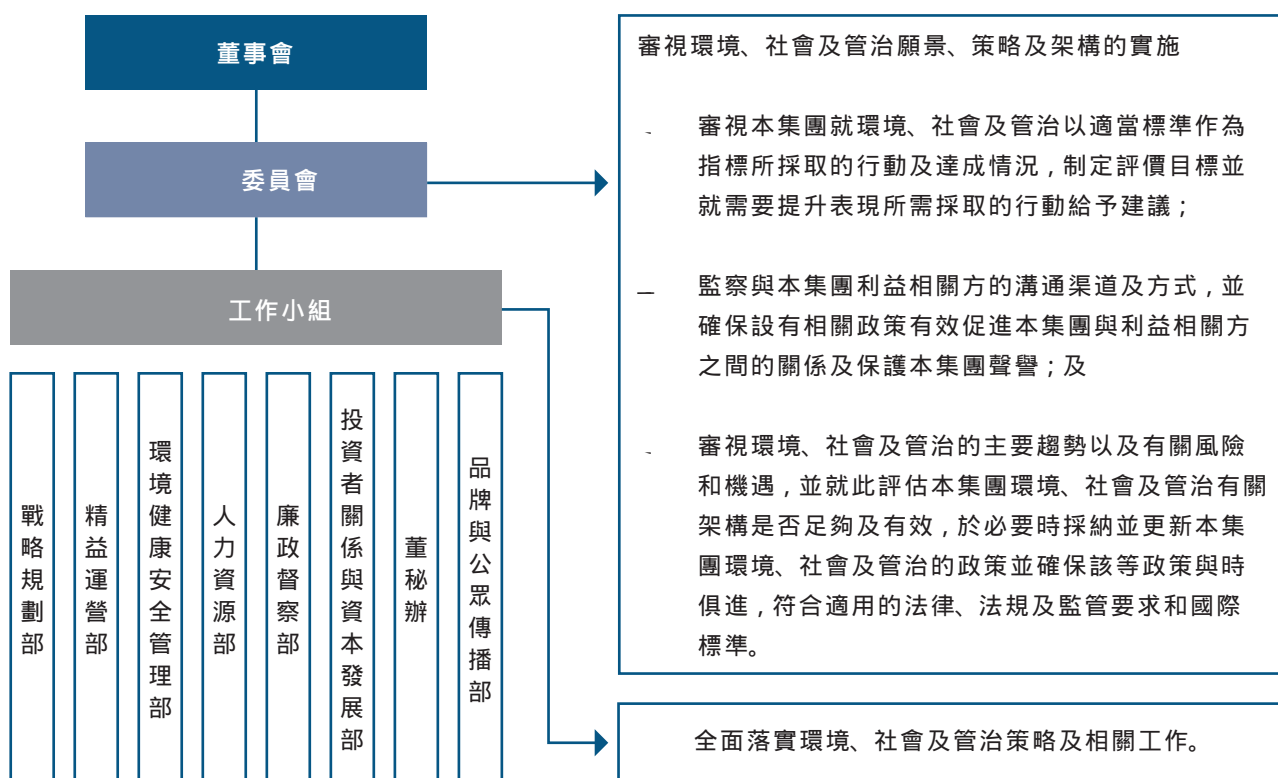 董事會
委員會
工作小組
戰略規劃部
精益運營部
環境健康安全管理部
人力資源部
廉政督察部
投資者關係與資本發展部
董秘辦
品牌與公眾傳播部
審視環境、社會及管治願景、策略及架構的實施
審視本集團就環境、社會及管治以適當標準作為
指標所採取的行動及達成情況,制定評價目標並
就需要提升表現所需採取的行動給予建議;
監察與本集團利益相關方的溝通渠道及方式,並
確保設有相關政策有效促進本集團與利益相關方
之間的關係及保護本集團聲譽;及
審視環境、社會及管治的主要趨勢以及有關風險
和機遇,並就此評估本集團環境、社會及管治有關
架構是否足夠及有效,於必要時採納並更新本集
團環境、社會及管治的政策並確保該等政策與時
俱進,符合適用的法律、法規及監管要求和國際
標準。
全面落實環境、社會及管治策略及相關工作。